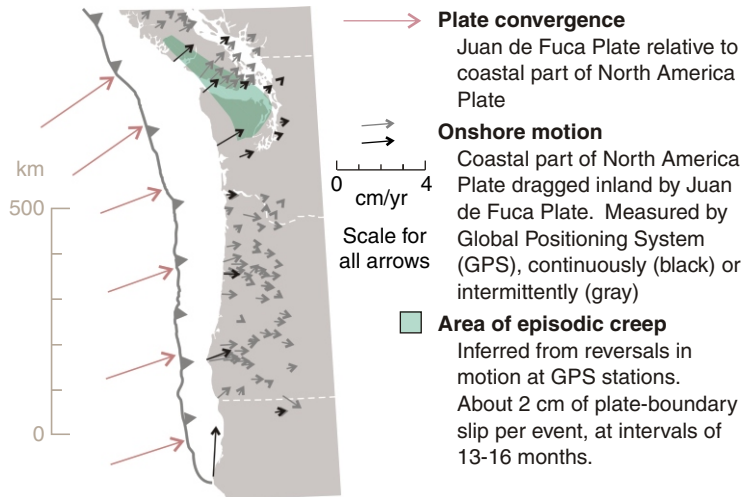 km
500
0
0
4
cm/yr
Scale for
all arrows
Plate convergence
Juan de Fuca Plate relative to
coastal part of North America
Plate
Onshore motion
Coastal part of North America
Plate dragged inland by Juan
de Fuca Plate.  Measured by
Global Positioning System
(GPS), continuously (black) or
intermittently (gray)
Area of episodic creep
Inferred from reversals in
motion at GPS stations.
About 2 cm of plate-boundary
slip per event, at intervals of
13-16 months.